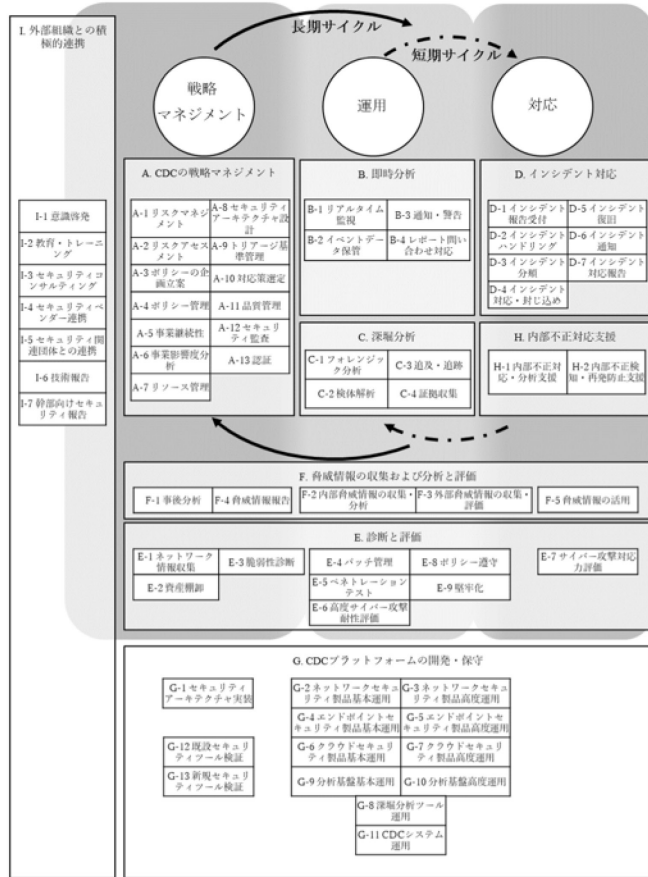 I. 外部組織との積
極的連携
長期サイクル
短期サイクル
戦略
マネジメント
運用
対応
I-1 意識啓発
I-2 教育・トレー
ニング
I-3 セキュリティコ
ンサルティング
I-4 セキュリティベ
ンダー連携
I-5 セキュリティ関
連団体との連携
I-6 技術報告
I-7 幹部向けセキュ
リティ報告
A. CDCの戦略マネジメント
A-1 リスクマネジ
メント
A-2 リスクアセス
メント
A-3 ポリシーの企
画立案
A-4 ポリシー管理
A-5 事業継続性
A-6 事業影響度分
析
A-7 リソース管理
A-8 セキュリティ
アーキテクチャ設
計
A-9 トリアージ基
準管理
A-10 対応策選定
A-11 品質管理
A-12 セキュリ
ティ監査
A-13 認証
B. 即時分析
B-1 リアルタイム
監視
B-2 イベントデー
タ保管
B-3 通知・警告
B-4 レポート問い
合わせ対応
C. 深掘分析
C-1 フォレンジック
分析
C-2 検体解析
C-3 追及・追跡
C-4 証拠収集
D. インシデント対応
D-1 インシデント
報告受付
D-2 インシデント
ハンドリング
D-3 インシデント
分類
D-4 インシデント
対応・封じ込め
D-5 インシデント
復旧
D-6 インシデント
通知
D-7 インシデント
対応報告
H. 内部不正対応支援
H-1 内部不正対
応・分析支援
H-2 内部不正検
知・再発防止支援
F. 脅威情報の収集および分析と評価
F-1 事後分析
F-4 脅威情報報告
F-2 内部脅威情報の収集・
分析
F-3 外部脅威情報の収集・
評価
F-5 脅威情報の活用
E. 診断と評価
E-1 ネットワーク
情報収集
E-2 資産棚卸
E-3 脆弱性診断
E-4 パッチ管理
E-5 ペネトレーション
テスト
E-6 高度サイバー攻撃
耐性評価
E-8 ポリシー遵守
E-9 堅牢化
E-7 サイバー攻撃対応
力評価
G. CDCプラットフォームの開発・保守
G-1 セキュリティ
アーキテクチャ実装
G-12 既設セキュリ
ティツール検証
G-13 新規セキュリ
ティツール検証
G-2 ネットワークセキュ
リティ製品基本運用
G-3 ネットワークセキュ
リティ製品高度運用
G-4 エンドポイントセ
キュリティ製品基本運用
G-5 エンドポイントセ
キュリティ製品高度運用
G-6 クラウドセキュリ
ティ製品基本運用
G-7 クラウドセキュリ
ティ製品高度運用
G-9 分析基盤基本運用
G-10 分析基盤高度運用
G-8 深掘分析ツール
運用
G-11 CDCシステム
運用